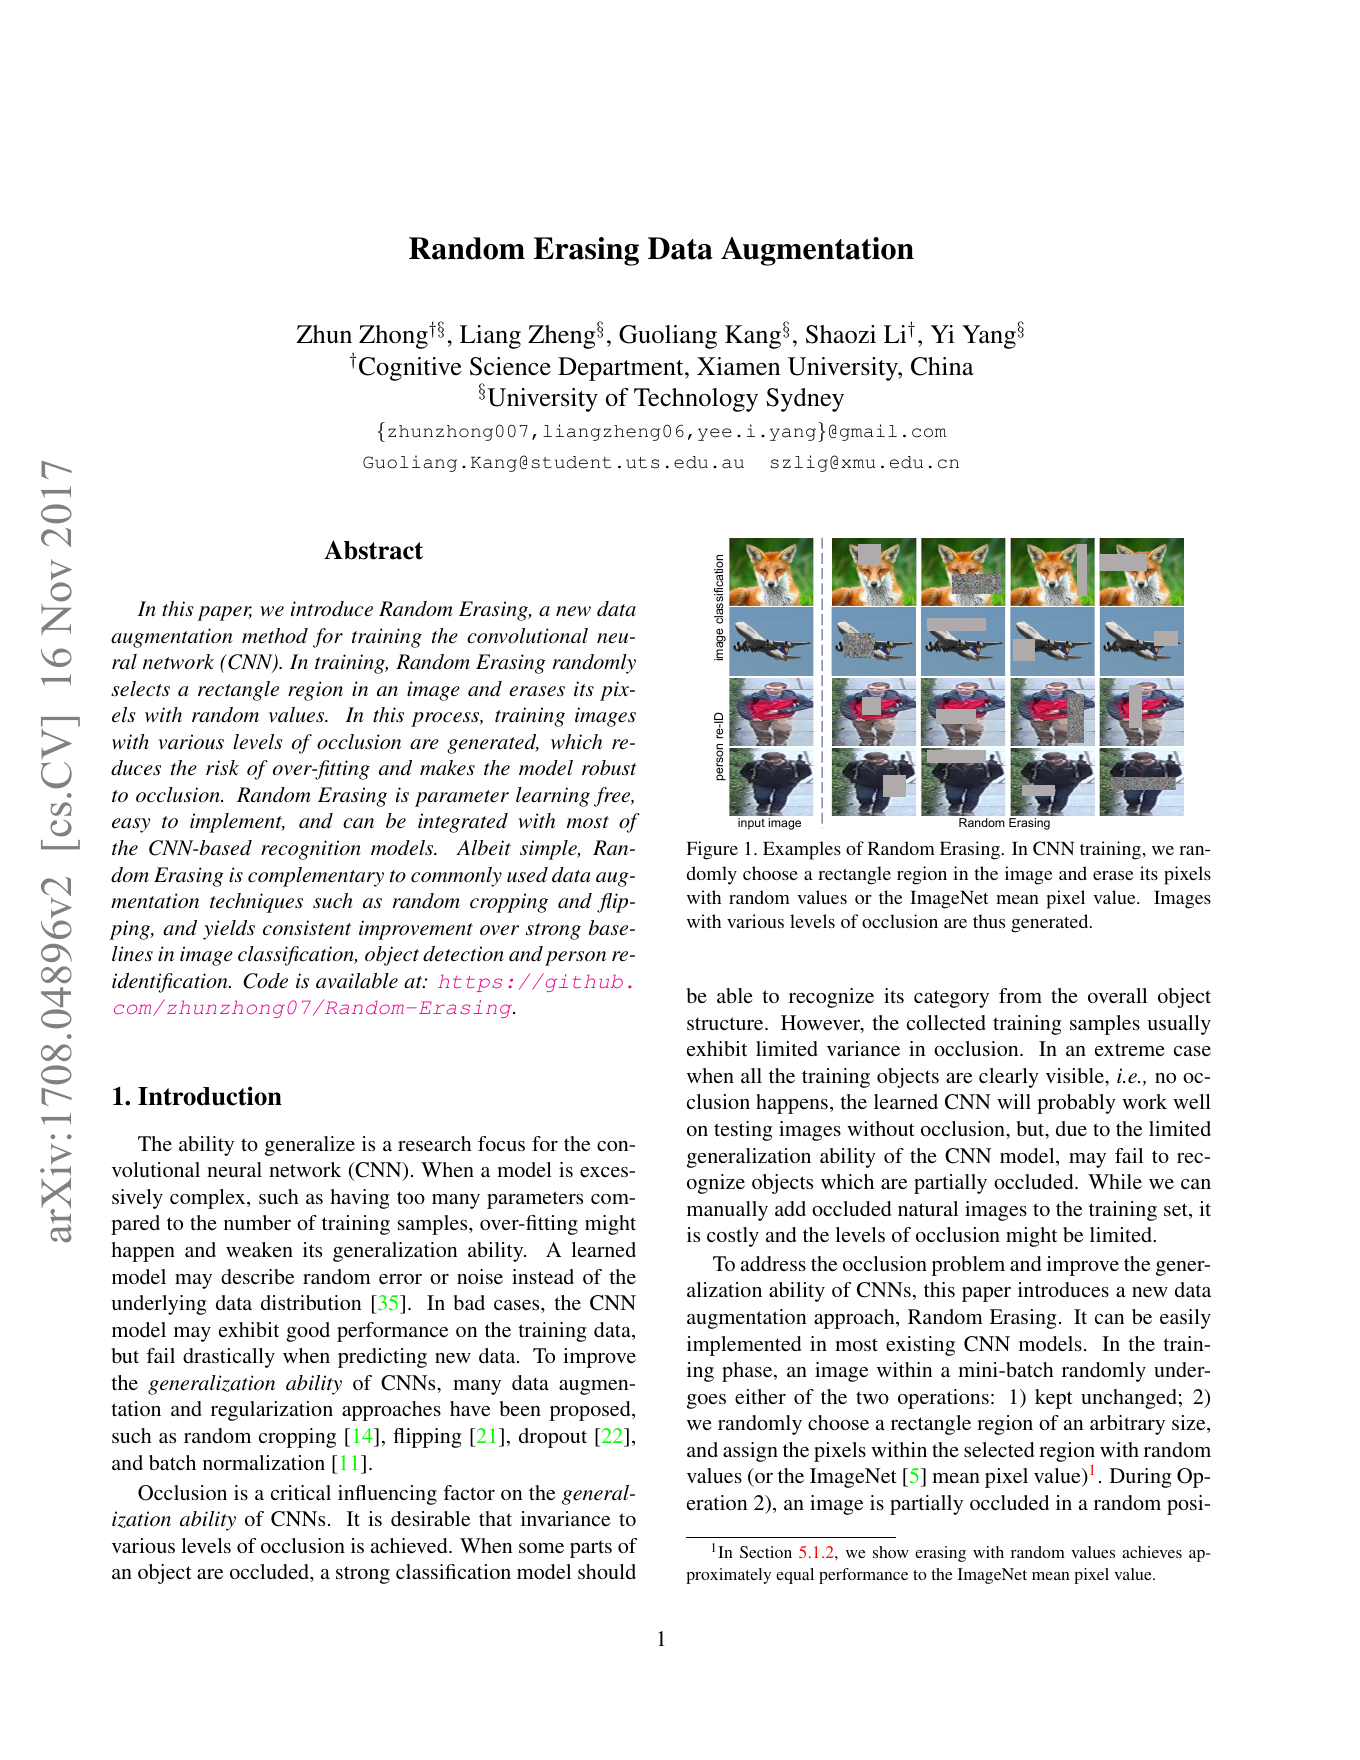 arXiv:1708.04896v2 [cs.CV] 16 Nov 2017
Random Erasing Data Augmentation
Zhun Zhong†§, Liang Zheng§, Guoliang Kang§, Shaozi Li†, Yi Yang§
†Cognitive Science Department, Xiamen University, China
§University of Technology Sydney
{zhunzhong007,liangzheng06,yee.i.yang}@gmail.com
Guoliang.Kang@student.uts.edu.au szlig@xmu.edu.cn
Abstract
In this paper, we introduce Random Erasing, a new data
augmentation method for training the convolutional neu-
ral network (CNN). In training, Random Erasing randomly
selects a rectangle region in an image and erases its pix-
els with random values. In this process, training images
with various levels of occlusion are generated, which re-
duces the risk of over-fitting and makes the model robust
to occlusion. Random Erasing is parameter learning free,
easy to implement, and can be integrated with most of
the CNN-based recognition models. Albeit simple, Ran-
dom Erasing is complementary to commonly used data aug-
mentation techniques such as random cropping and flip-
ping, and yields consistent improvement over strong base-
lines in image classification, object detection and person re-
identification. Code is available at: https://github.
com/zhunzhong07/Random-Erasing.
1. Introduction
The ability to generalize is a research focus for the con-
volutional neural network (CNN). When a model is exces-
sively complex, such as having too many parameters com-
pared to the number of training samples, over-fitting might
happen and weaken its generalization ability. A learned
model may describe random error or noise instead of the
underlying data distribution [35]. In bad cases, the CNN
model may exhibit good performance on the training data,
but fail drastically when predicting new data. To improve
the generalization ability of CNNs, many data augmen-
tation and regularization approaches have been proposed,
such as random cropping [14], flipping [21], dropout [22],
and batch normalization [11].
Occlusion is a critical influencing factor on the general-
ization ability of CNNs. It is desirable that invariance to
various levels of occlusion is achieved. When some parts of
an object are occluded, a strong classification model should
image classification
person re-ID
input image
Random Erasing
Figure 1. Examples of Random Erasing. In CNN training, we ran-
domly choose a rectangle region in the image and erase its pixels
with random values or the ImageNet mean pixel value. Images
with various levels of occlusion are thus generated.
be able to recognize its category from the overall object
structure. However, the collected training samples usually
exhibit limited variance in occlusion. In an extreme case
when all the training objects are clearly visible, i.e., no oc-
clusion happens, the learned CNN will probably work well
on testing images without occlusion, but, due to the limited
generalization ability of the CNN model, may fail to rec-
ognize objects which are partially occluded. While we can
manually add occluded natural images to the training set, it
is costly and the levels of occlusion might be limited.
To address the occlusion problem and improve the gener-
alization ability of CNNs, this paper introduces a new data
augmentation approach, Random Erasing. It can be easily
implemented in most existing CNN models. In the train-
ing phase, an image within a mini-batch randomly under-
goes either of the two operations: 1) kept unchanged; 2)
we randomly choose a rectangle region of an arbitrary size,
and assign the pixels within the selected region with random
values (or the ImageNet [5] mean pixel value)1. During Op-
eration 2), an image is partially occluded in a random posi-
1In Section 5.1.2, we show erasing with random values achieves ap-
proximately equal performance to the ImageNet mean pixel value.
1